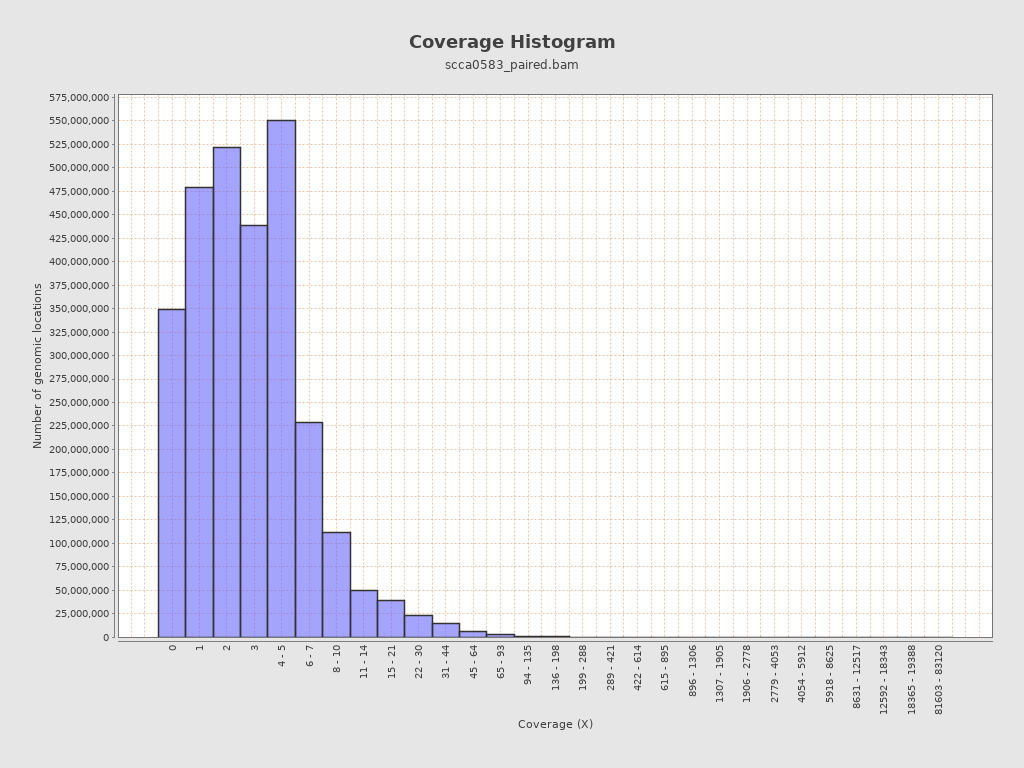 Coverage Histogram
scca0583_paired.bam
575,000,000
550,000,000
525,000,000
500,000,000
475,000,000
450,000,000
425,000,000
400,000,000
375,000,000
350,000,000
325,000,000
300,000,000
275,000,000
250,000,000
225,000,000
200,000,000
175,000,000
150,000,000
125,000,000
100,000,000
75,000,000
50,000,000
25,000,000
0
Number of genomic locations
0
1
2
3
4 - 5
6 - 7
8 - 10
11 - 14
15 - 21
22 - 30
31 - 44
45 - 64
65 - 93
94 - 135
136 - 198
199 - 288
289 - 421
422 - 614
615 - 895
896 - 1306
1307 - 1905
1906 - 2778
2779 - 4053
4054 - 5912
5918 - 8625
8631 - 12517
12592 - 18343
18365 - 19388
81603 - 83120
Coverage (X)